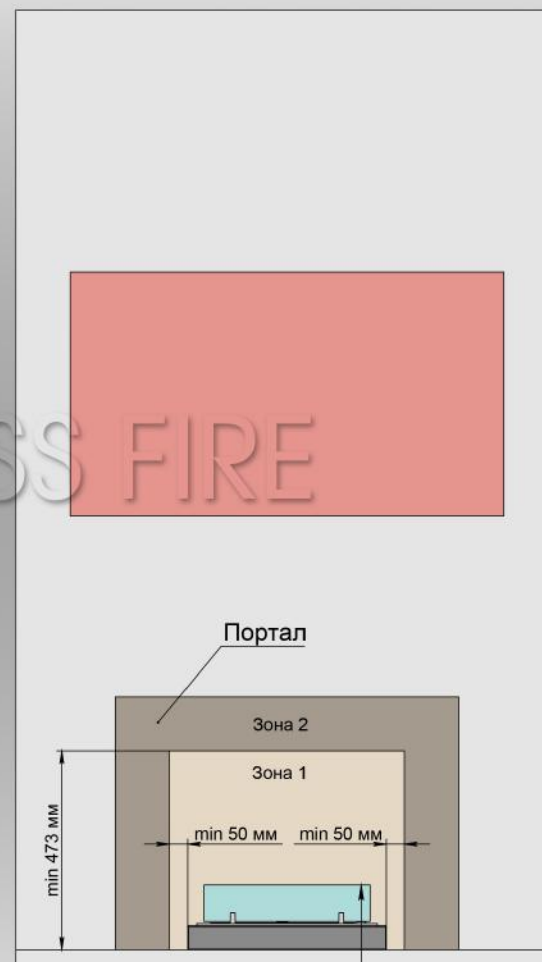 SS FIRE
Портал
Зона 2
Зона 1
min 50 мм min 50 мм
min 473 мм